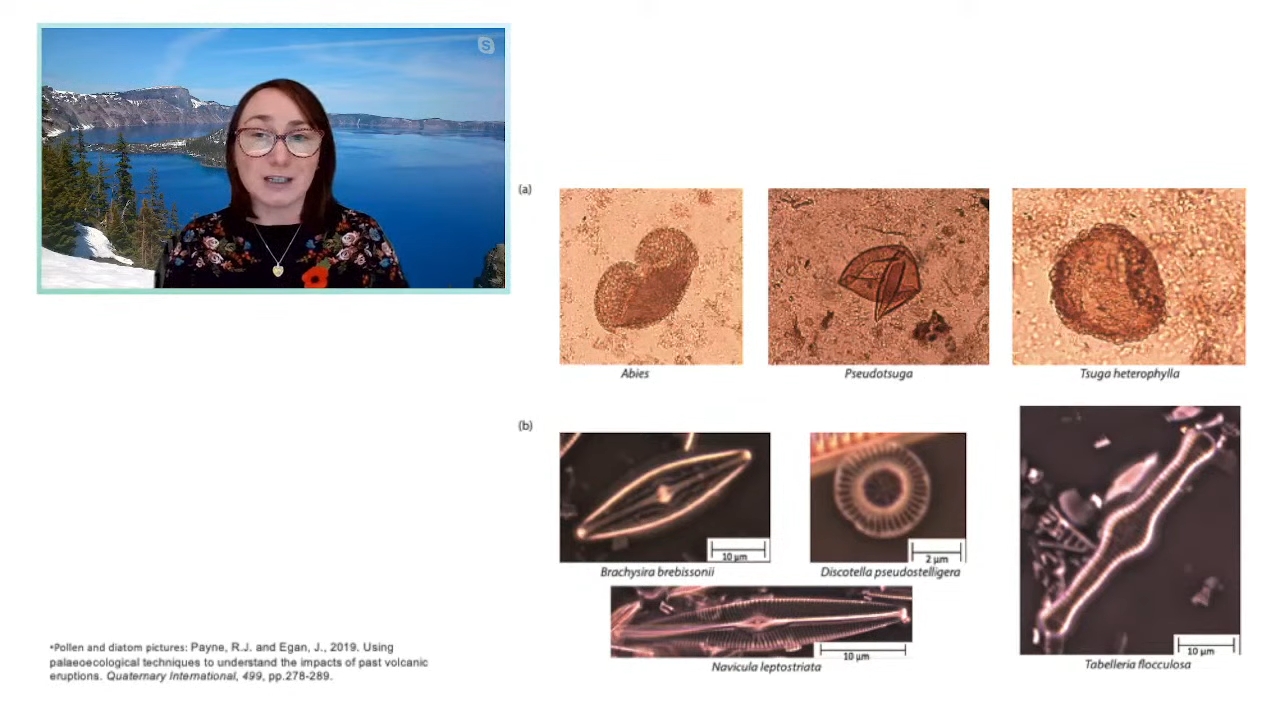 (a)
Abies
Pseudotsuga
Tsuga heterophylla
(b)
10 µm
Brachysira brebissonii
2 µm
Discotella pseudostelligera
10 µm
Navicula leptostriata
10 µm
Tabelleria flocculosa
•Pollen and diatom pictures: Payne, R.J. and Egan, J., 2019. Using
palaeoecological techniques to understand the impacts of past volcanic
eruptions. Quaternary International, 499, pp.278-289.